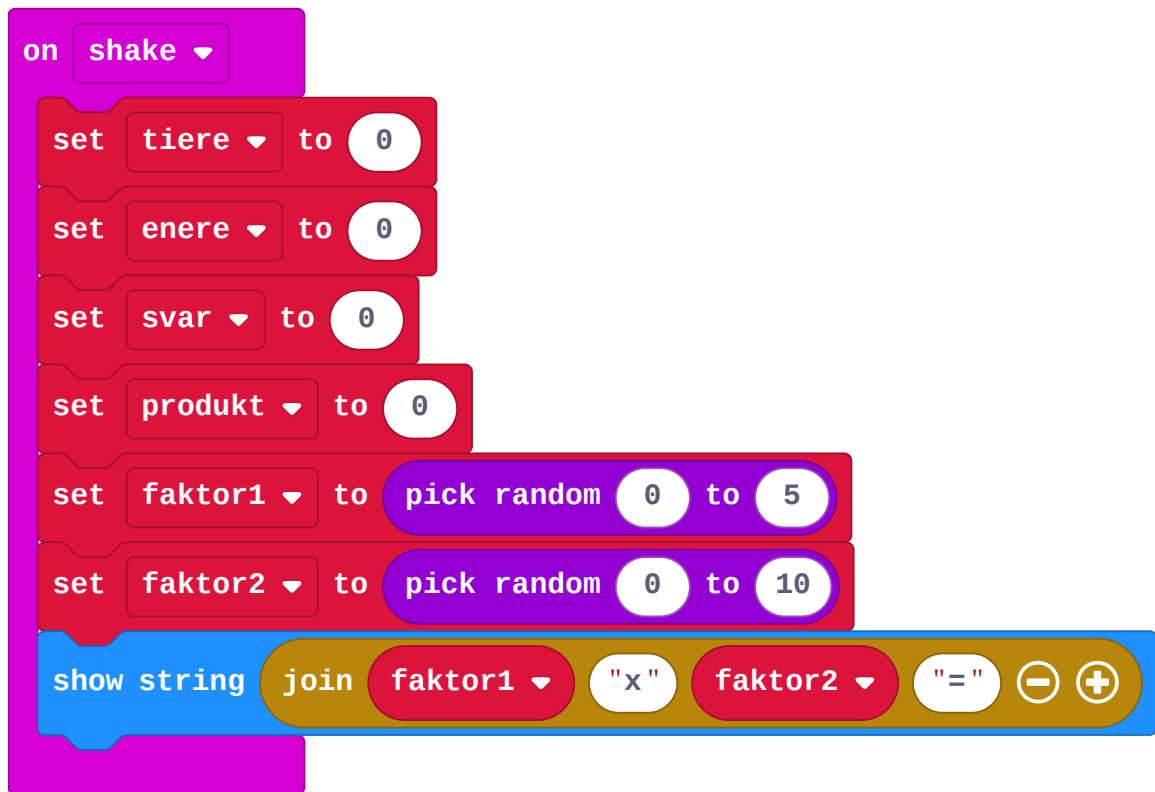 on shake
set tiere to 0
set enere to 0
set svar to 0
set produkt to 0
set faktor1 to pick random 0 to 5
set faktor2 to pick random 0 to 10
show string join faktor1 "x" faktor2 "="